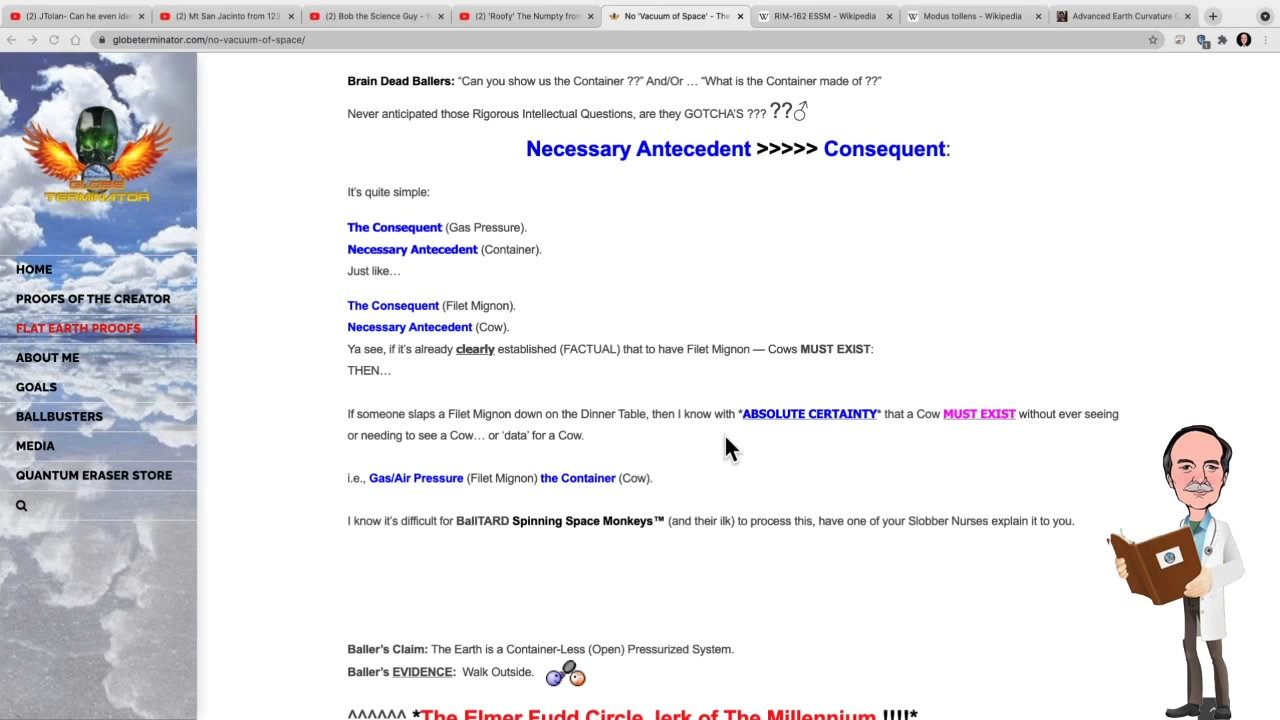 (2) JTolan- Can he even iden
(2) Mt San Jacinto from 123
(2) Bob the Science Guy - Y
(2) 'Roofy' The Numpty from
No 'Vacuum of Space' - The
RIM-162 ESSM - Wikipedia
Modus tollens - Wikipedia
Advanced Earth Curvature C
globeterminator.com/no-vacuum-of-space/
GLOBE
TERMINATOR
HOME
PROOFS OF THE CREATOR
FLAT EARTH PROOFS
ABOUT ME
GOALS
BALLBUSTERS
MEDIA
QUANTUM ERASER STORE
Brain Dead Ballers: “Can you show us the Container ??” And/Or … “What is the Container made of ??”
Never anticipated those Rigorous Intellectual Questions, are they GOTCHA’S ??? ??♂
Necessary Antecedent >>>>> Consequent:
It’s quite simple:
The Consequent (Gas Pressure).
Necessary Antecedent (Container).
Just like…
The Consequent (Filet Mignon).
Necessary Antecedent (Cow).
Ya see, if it’s already clearly established (FACTUAL) that to have Filet Mignon — Cows MUST EXIST:
THEN…
If someone slaps a Filet Mignon down on the Dinner Table, then I know with *ABSOLUTE CERTAINTY* that a Cow MUST EXIST without ever seeing
or needing to see a Cow… or ‘data’ for a Cow.
i.e., Gas/Air Pressure (Filet Mignon) the Container (Cow).
I know it’s difficult for BallTARD Spinning Space Monkeys™ (and their ilk) to process this, have one of your Slobber Nurses explain it to you.
Baller’s Claim: The Earth is a Container-Less (Open) Pressurized System.
Baller’s EVIDENCE: Walk Outside.
^^^^^^ *The Elmer Fudd Circle Jerk of The Millennium !!!!*